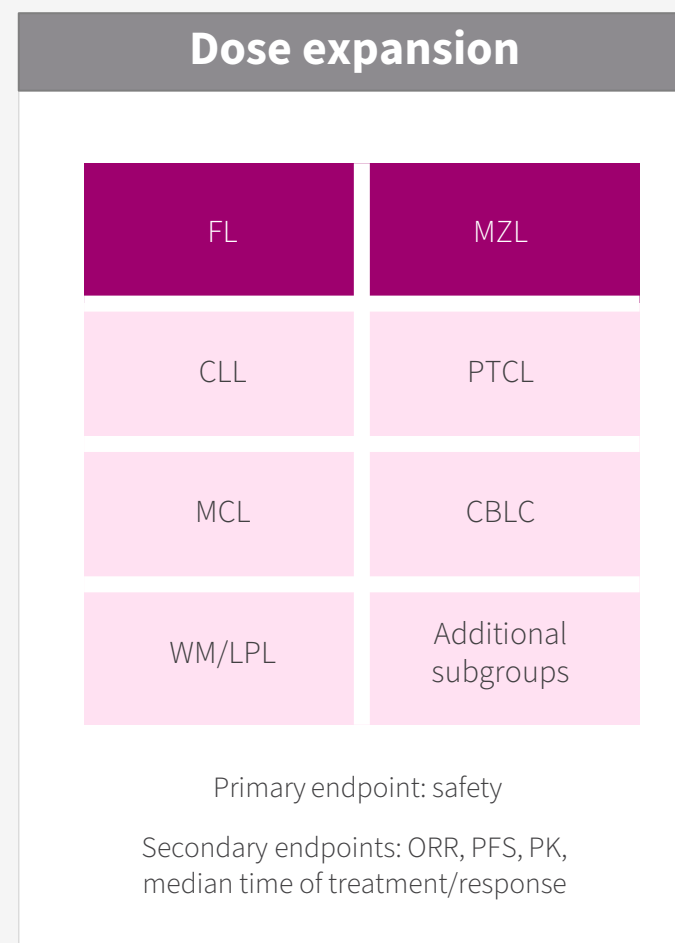 Dose expansion
FL
MZL
CLL
PTCL
MCL
CBLC
WM/LPL
Additional
subgroups
Primary endpoint: safety
Secondary endpoints: ORR, PFS, PK,
median time of treatment/response